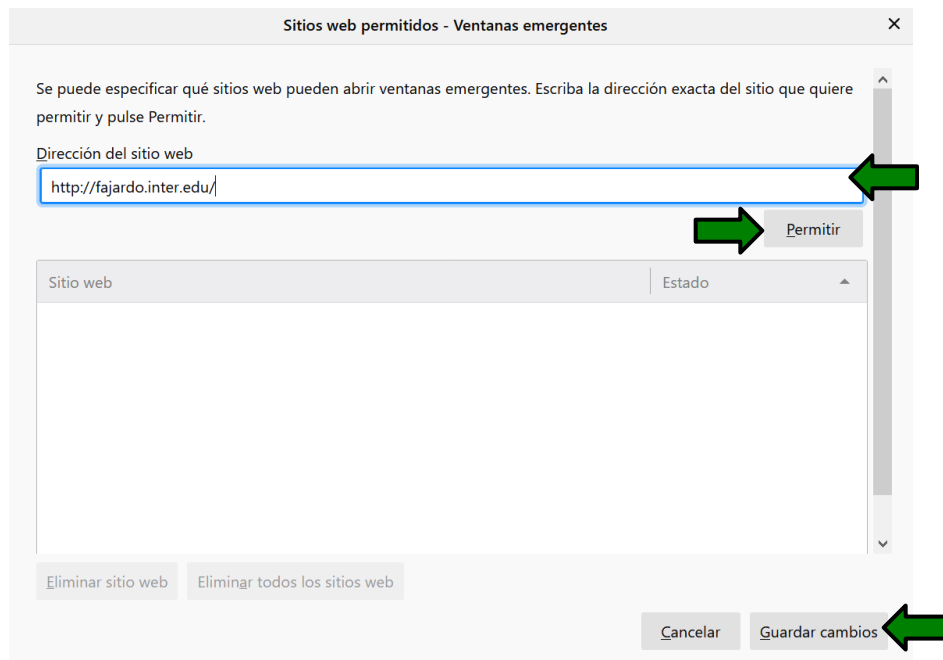 Sitios web permitidos - Ventanas emergentes
Se puede especificar qué sitios web pueden abrir ventanas emergentes. Escriba la dirección exacta del sitio que quiere
permitir y pulse Permitir.
Dirección del sitio web
http://fajardo.inter.edu/
Permitir
Sitio web Estado
Eliminar sitio web Eliminar todos los sitios web
Cancelar Guardar cambios